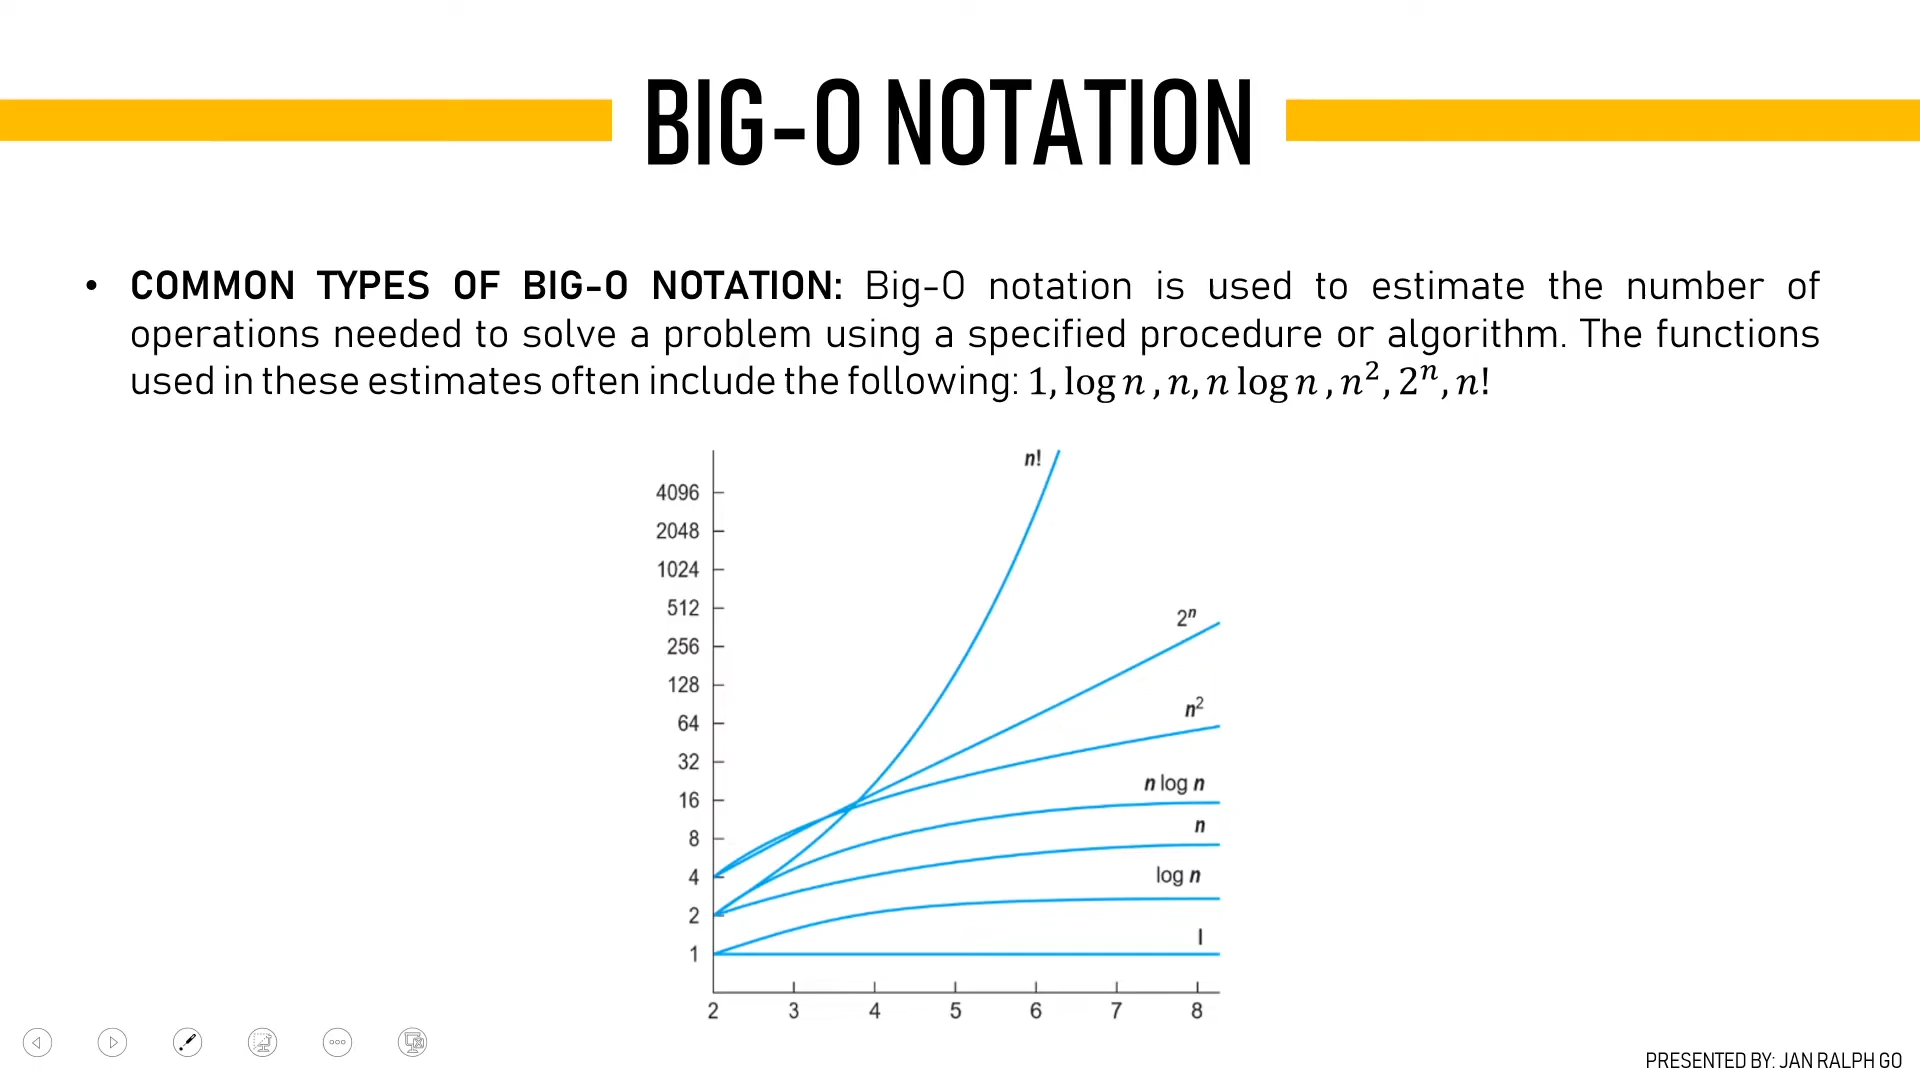 BIG-O NOTATION
• COMMON TYPES OF BIG-O NOTATION: Big-O notation is used to estimate the number of
operations needed to solve a problem using a specified procedure or algorithm. The functions
used in these estimates often include the following: 1, log n , n, n log n , n², 2ⁿ, n!
n!
4096
2048
1024
512
2ⁿ
256
128
n²
64
32
n log n
16
n
8
log n
4
2
I
1
2 3 4 5 6 7 8
PRESENTED BY: JAN RALPH GO